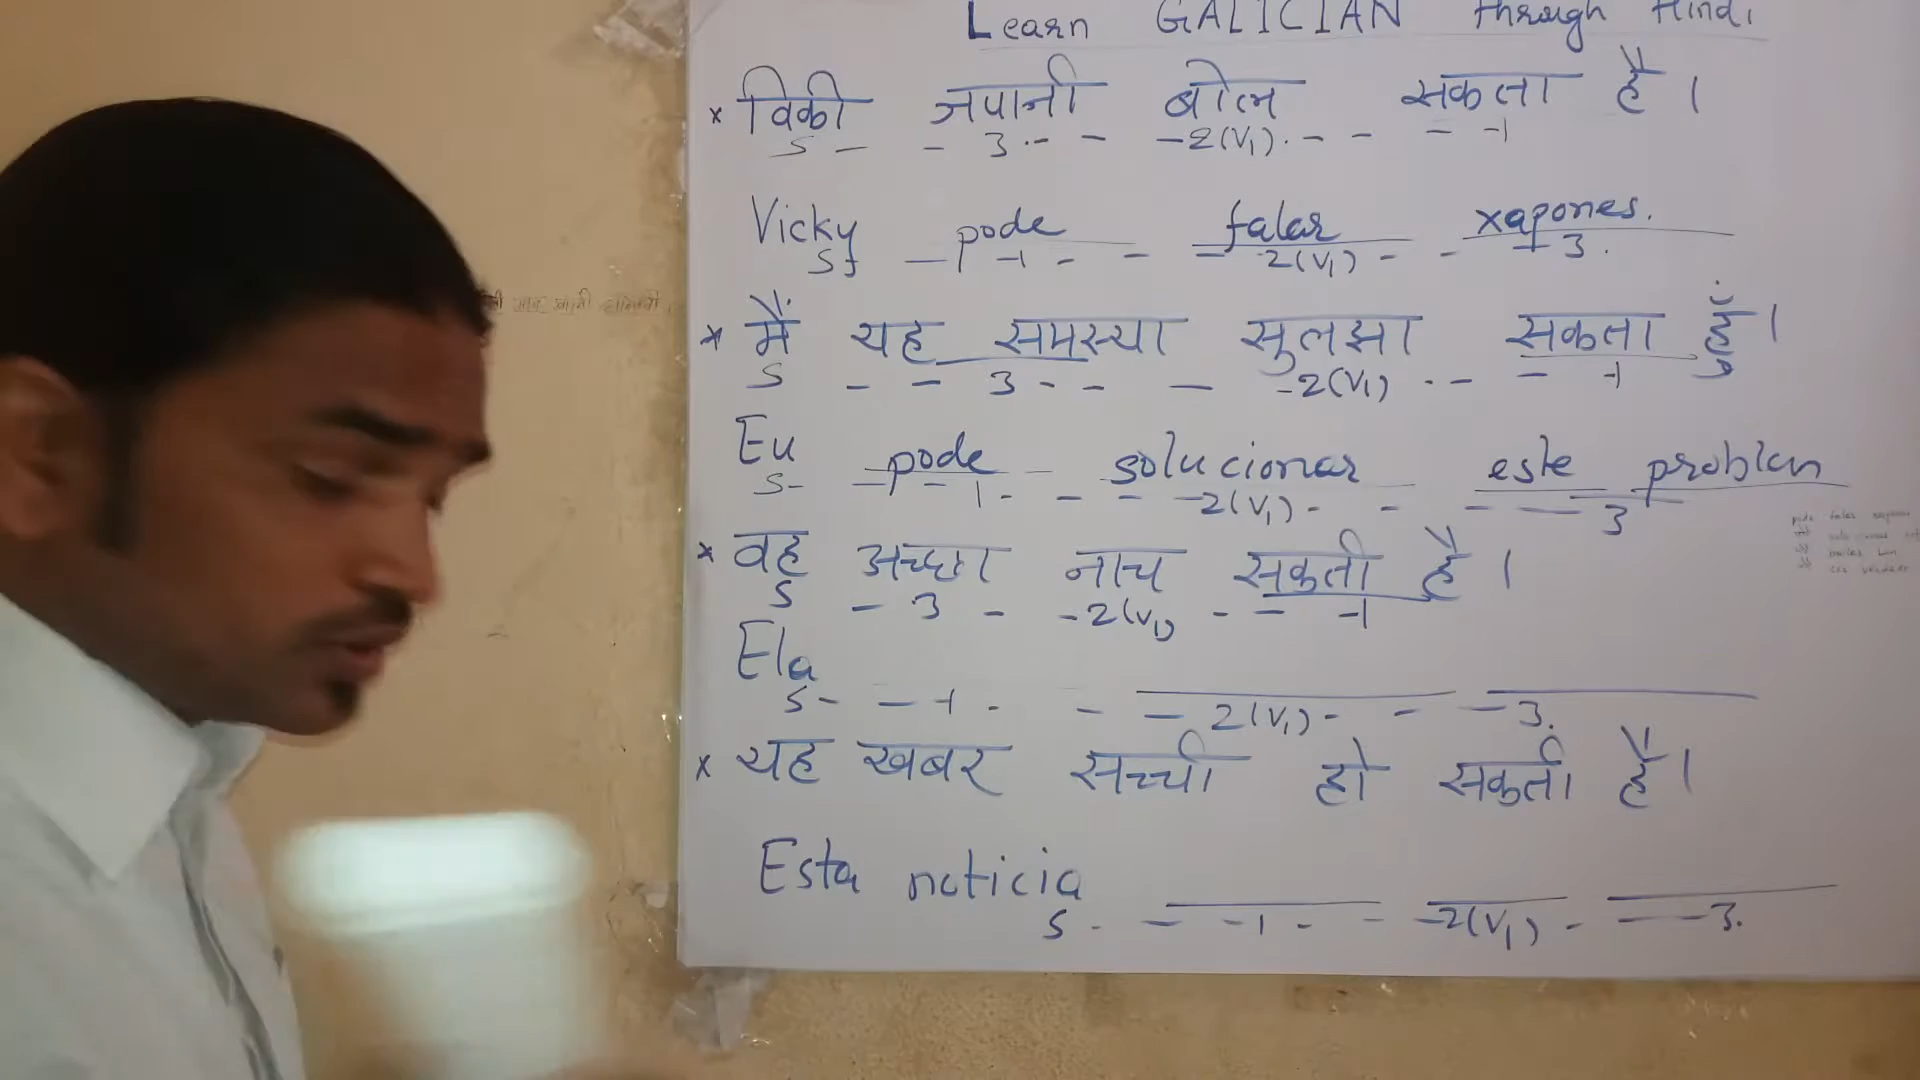 Learn GALICIAN through Hindi
x विकी जपानी बोल सकता है।
S - - 3 - - - 2(V1) - - - - 1
Vicky pode falar xapones.
S - 1 - - - 2(V1) - - - 3.
* मैं यह समस्या सुलझा सकता हूँ।
S - - 3 - - - - 2(V1) - - - - 1
Eu pode solucionar este problem
S - - - 1 - - - - 2(V1) - - - - 3
* वह अच्छा नाच सकती है।
S - 3 - - 2(V1) - - - 1
Ela
S - - 1 - - - 2(V1) - - - 3.
x यह खबर सच्ची हो सकती है।
Esta noticia
S - - - 1 - - - 2(V1) - - - 3.